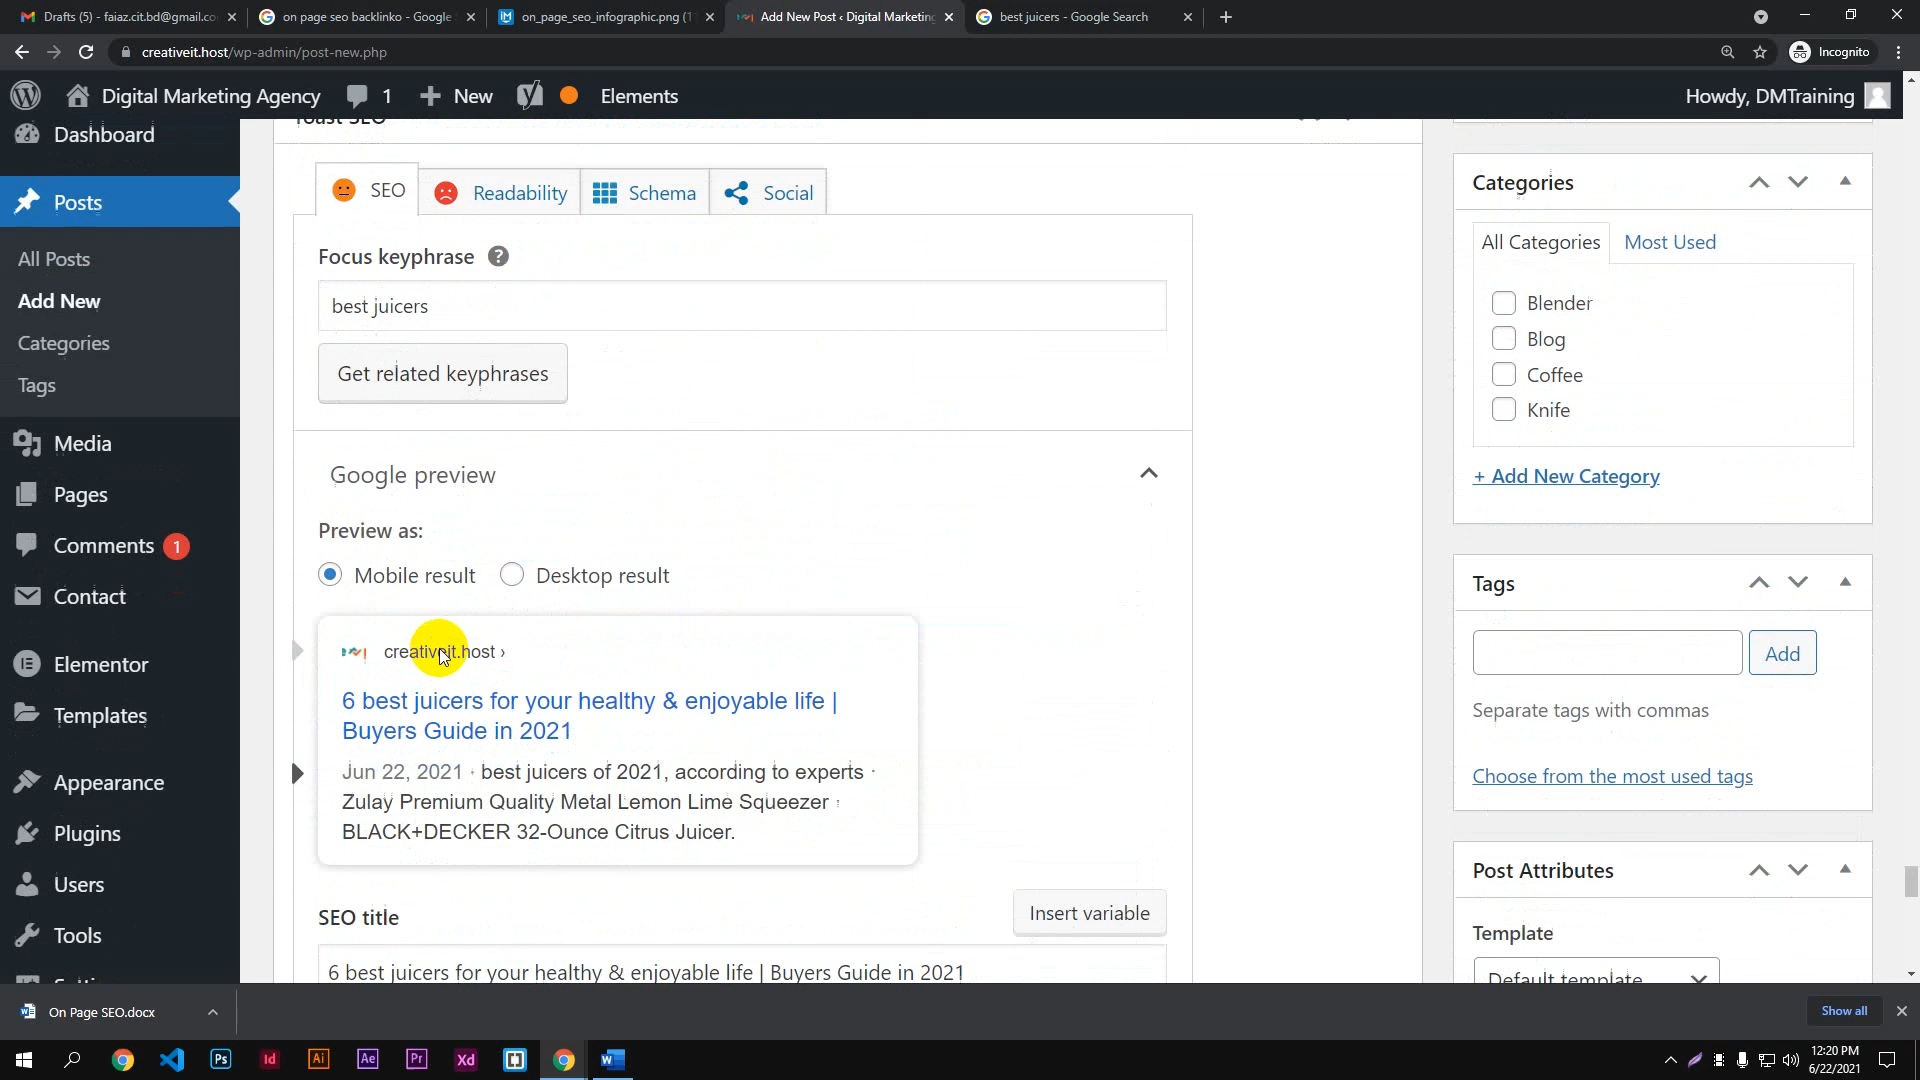 Drafts (5) - faiaz.cit.bd@gmail.co
on page seo backlinko - Google
on_page_seo_infographic.png (1
Add New Post ‹ Digital Marketing
best juicers - Google Search
creativeit.host/wp-admin/post-new.php
Incognito
Digital Marketing Agency
1
New
Elements
Howdy, DMTraining
Dashboard
Posts
All Posts
Add New
Categories
Tags
Media
Pages
Comments 1
Contact
Elementor
Templates
Appearance
Plugins
Users
Tools
Yoast SEO
SEO
Readability
Schema
Social
Focus keyphrase ?
best juicers
Get related keyphrases
Google preview
Preview as:
Mobile result
Desktop result
creativeit.host ›
6 best juicers for your healthy & enjoyable life |
Buyers Guide in 2021
Jun 22, 2021 · best juicers of 2021, according to experts ·
Zulay Premium Quality Metal Lemon Lime Squeezer ·
BLACK+DECKER 32-Ounce Citrus Juicer.
SEO title
Insert variable
6 best juicers for your healthy & enjoyable life | Buyers Guide in 2021
Categories
All Categories
Most Used
Blender
Blog
Coffee
Knife
+ Add New Category
Tags
Add
Separate tags with commas
Choose from the most used tags
Post Attributes
Template
Default template
On Page SEO.docx
Show all
Ps
Id
Ai
Ae
Pr
Xd
12:20 PM
6/22/2021